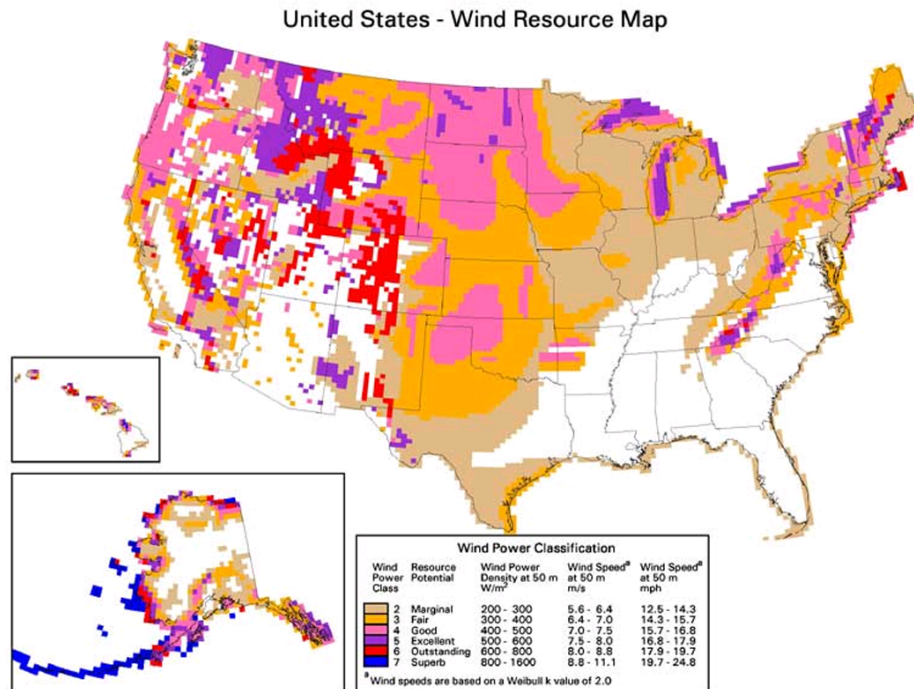 United States - Wind Resource Map
Wind Power Classification
Wind Power Class Resource Potential Wind Power Density at 50 m W/m² Wind Speedᵃ at 50 m m/s Wind Speedᵃ at 50 m mph
2 Marginal 200 - 300 5.6 - 6.4 12.5 - 14.3
3 Fair 300 - 400 6.4 - 7.0 14.3 - 15.7
4 Good 400 - 500 7.0 - 7.5 15.7 - 16.8
5 Excellent 500 - 600 7.5 - 8.0 16.8 - 17.9
6 Outstanding 600 - 800 8.0 - 8.8 17.9 - 19.7
7 Superb 800 - 1600 8.8 - 11.1 19.7 - 24.8
ᵃ Wind speeds are based on a Weibull k value of 2.0